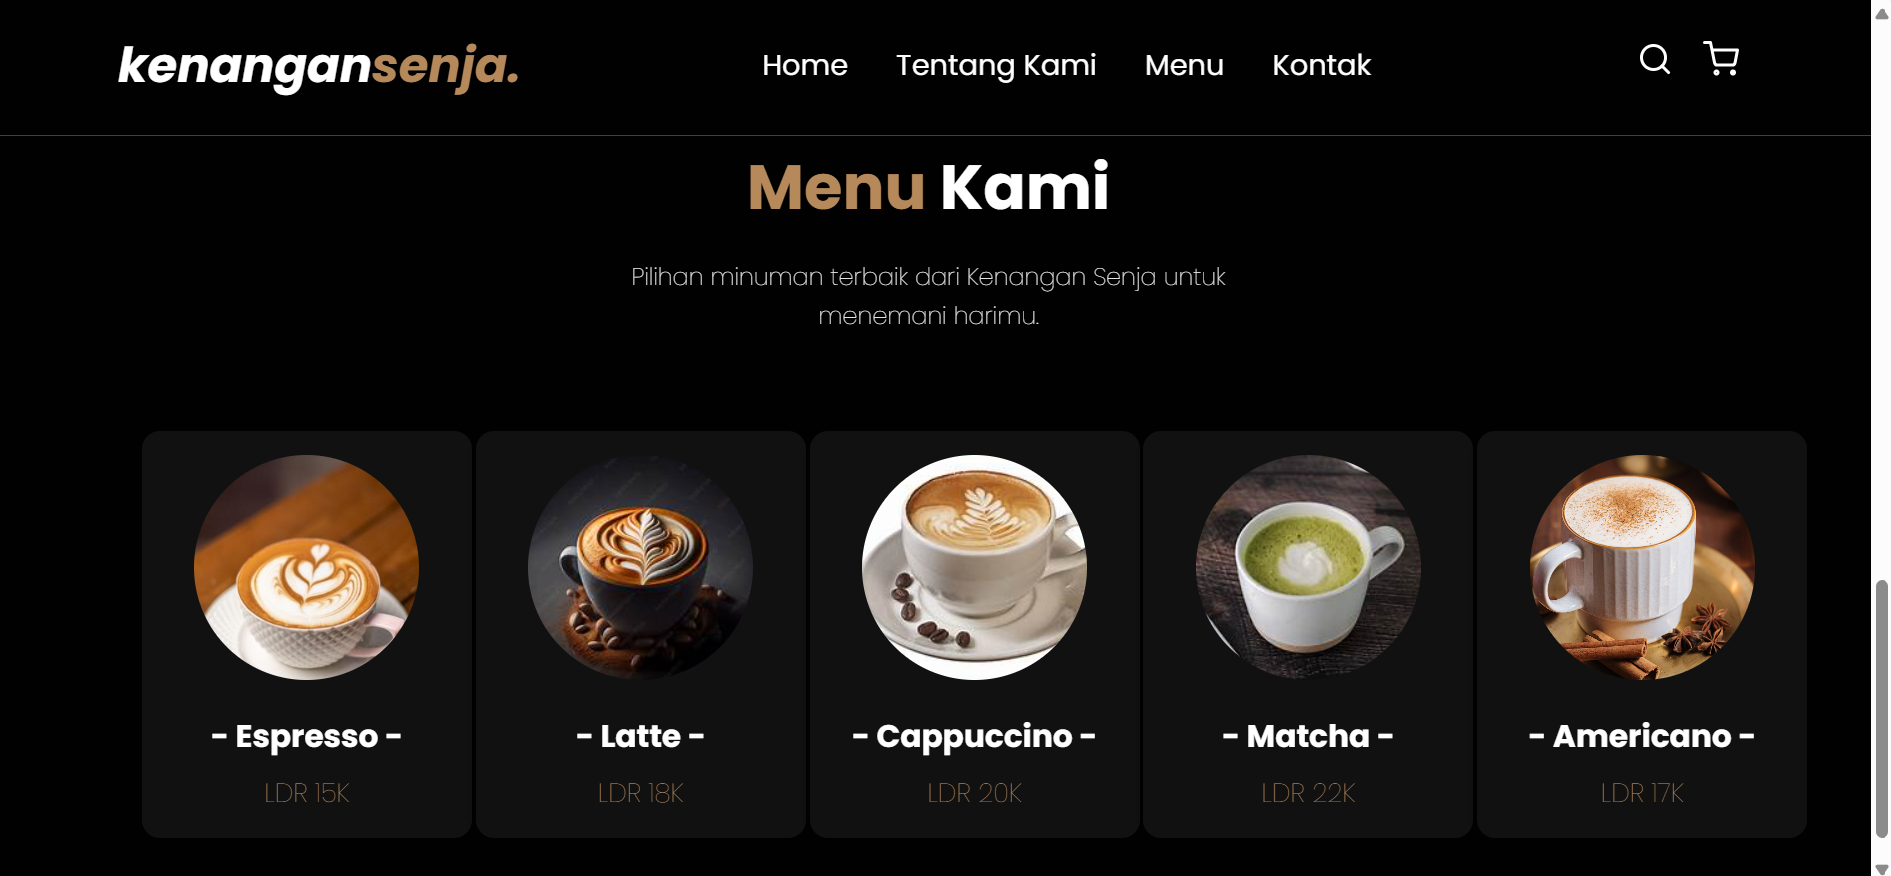 kenangansenja.
Home Tentang Kami Menu Kontak
Menu Kami
Pilihan minuman terbaik dari Kenangan Senja untuk
menemani harimu.
- Espresso - - Latte - - Cappuccino - - Matcha - - Americano -
LDR 15K LDR 18K LDR 20K LDR 22K LDR 17K